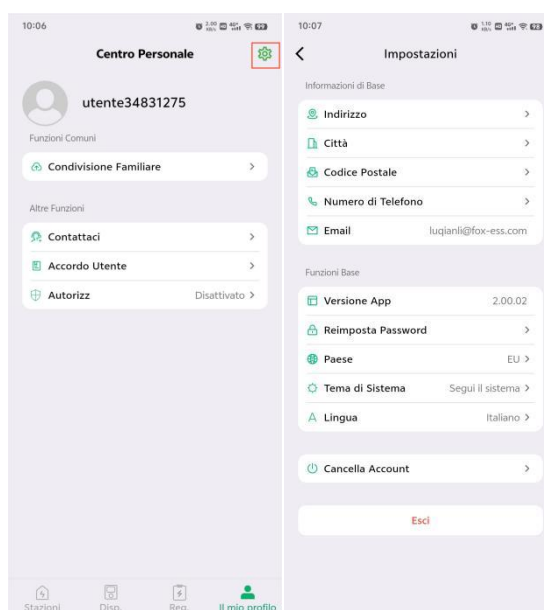 10:06
Centro Personale
utente34831275
Funzioni Comuni
Condivisione Familiare
Altre Funzioni
Contattaci
Accordo Utente
Autorizz Disattivato
Stazioni Disp. Reg. Il mio profilo
10:07
Impostazioni
Informazioni di Base
Indirizzo
Città
Codice Postale
Numero di Telefono
Email luqianli@fox-ess.com
Funzioni Base
Versione App 2.00.02
Reimposta Password
Paese EU
Tema di Sistema Segui il sistema
Lingua Italiano
Cancella Account
Esci